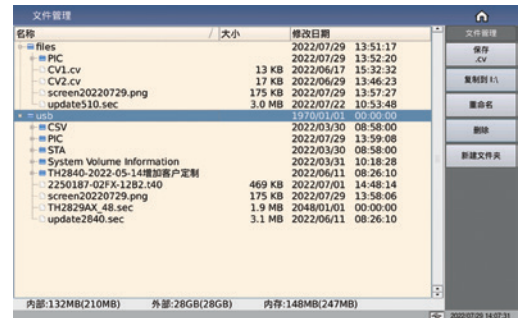 文件管理
名称 / 大小 修改日期
files 2022/07/29 13:51:17
PIC 2022/07/29 13:52:20
CV1.cv 13 KB 2022/06/17 15:32:32
CV2.cv 17 KB 2022/06/29 13:46:23
screen20220729.png 175 KB 2022/07/29 13:57:27
update510.sec 3.0 MB 2022/07/22 10:53:48
usb 1970/01/01 00:00:00
CSV 2022/03/30 08:58:00
PIC 2022/07/29 13:59:08
STA 2022/03/30 08:58:00
System Volume Information 2022/03/31 10:18:28
TH2840-2022-05-14增加客户定制 2022/06/11 08:26:10
2250187-02FX-12B2.t40 469 KB 2022/07/01 14:48:14
screen20220729.png 175 KB 2022/07/29 13:58:06
TH2829AX_48.sec 1.9 MB 2048/01/01 00:00:00
update2840.sec 3.1 MB 2022/06/11 08:26:10
内部:132MB(210MB) 外部:28GB(28GB) 内存:148MB(247MB)
文件管理
保存
.CV
复制到 I:\
重命名
删除
新建文件夹
2022/07/29 14:07:31